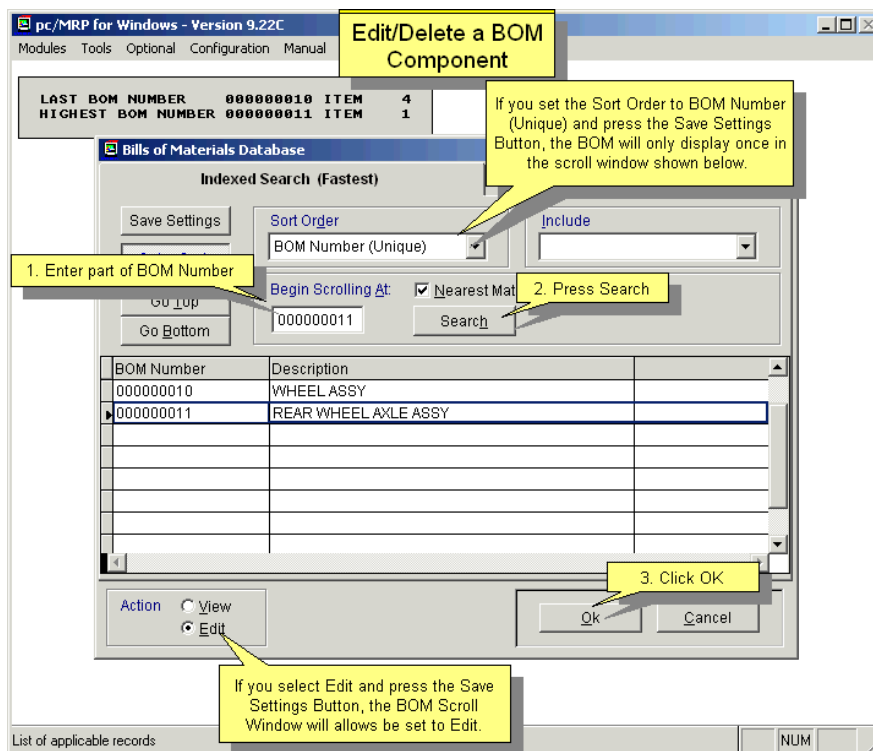 pc/MRP for Windows - Version 9.22C
Modules Tools Optional Configuration Manual
Edit/Delete a BOM
Component
LAST BOM NUMBER 000000010 ITEM 4
HIGHEST BOM NUMBER 000000011 ITEM 1
If you set the Sort Order to BOM Number
(Unique) and press the Save Settings
Button, the BOM will only display once in
the scroll window shown below.
Bills of Materials Database
Indexed Search (Fastest)
Save Settings
Sort Order
Include
BOM Number (Unique)
1. Enter part of BOM Number
Begin Scrolling At:
Nearest Mat
2. Press Search
Go Top
000000011
Search
Go Bottom
BOM Number Description
000000010 WHEEL ASSY
000000011 REAR WHEEL AXLE ASSY
3. Click OK
Action
View
Edit
Ok
Cancel
If you select Edit and press the Save
Settings Button, the BOM Scroll
Window will allows be set to Edit.
List of applicable records
NUM